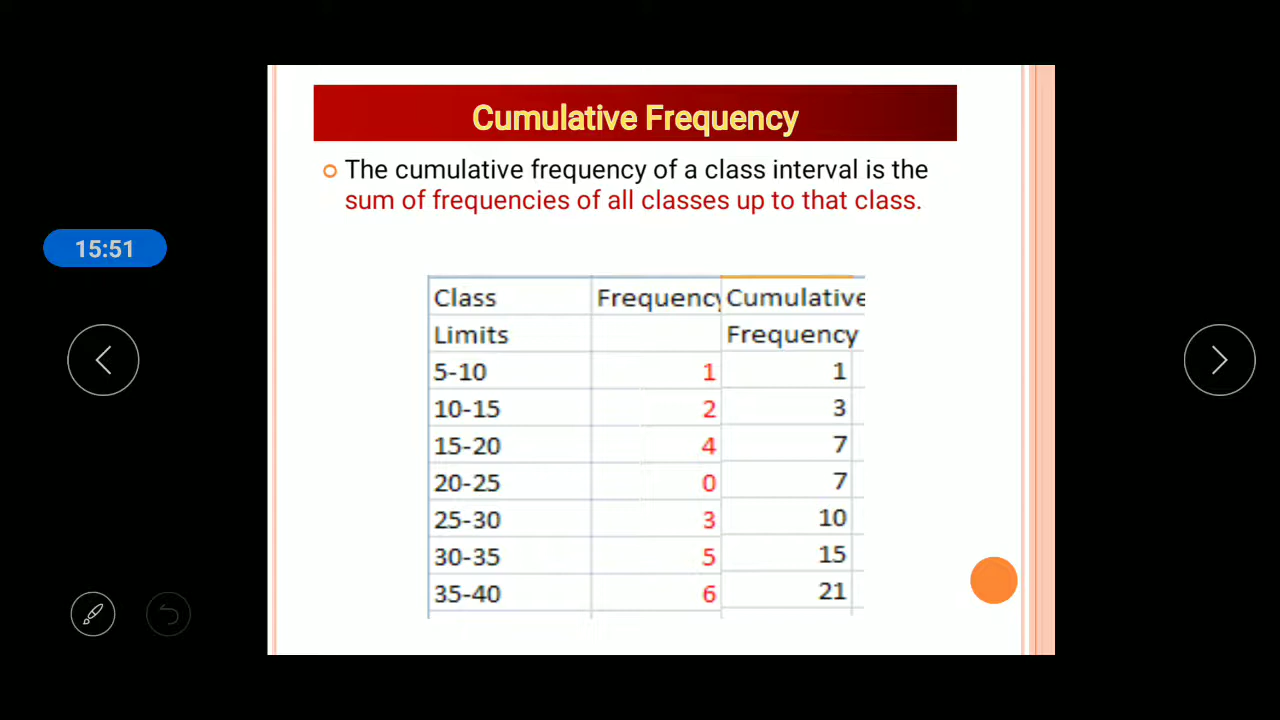 Cumulative Frequency
The cumulative frequency of a class interval is the
sum of frequencies of all classes up to that class.
15:51
Class Frequency Cumulative
Limits Frequency
5-10 1 1
10-15 2 3
15-20 4 7
20-25 0 7
25-30 3 10
30-35 5 15
35-40 6 21